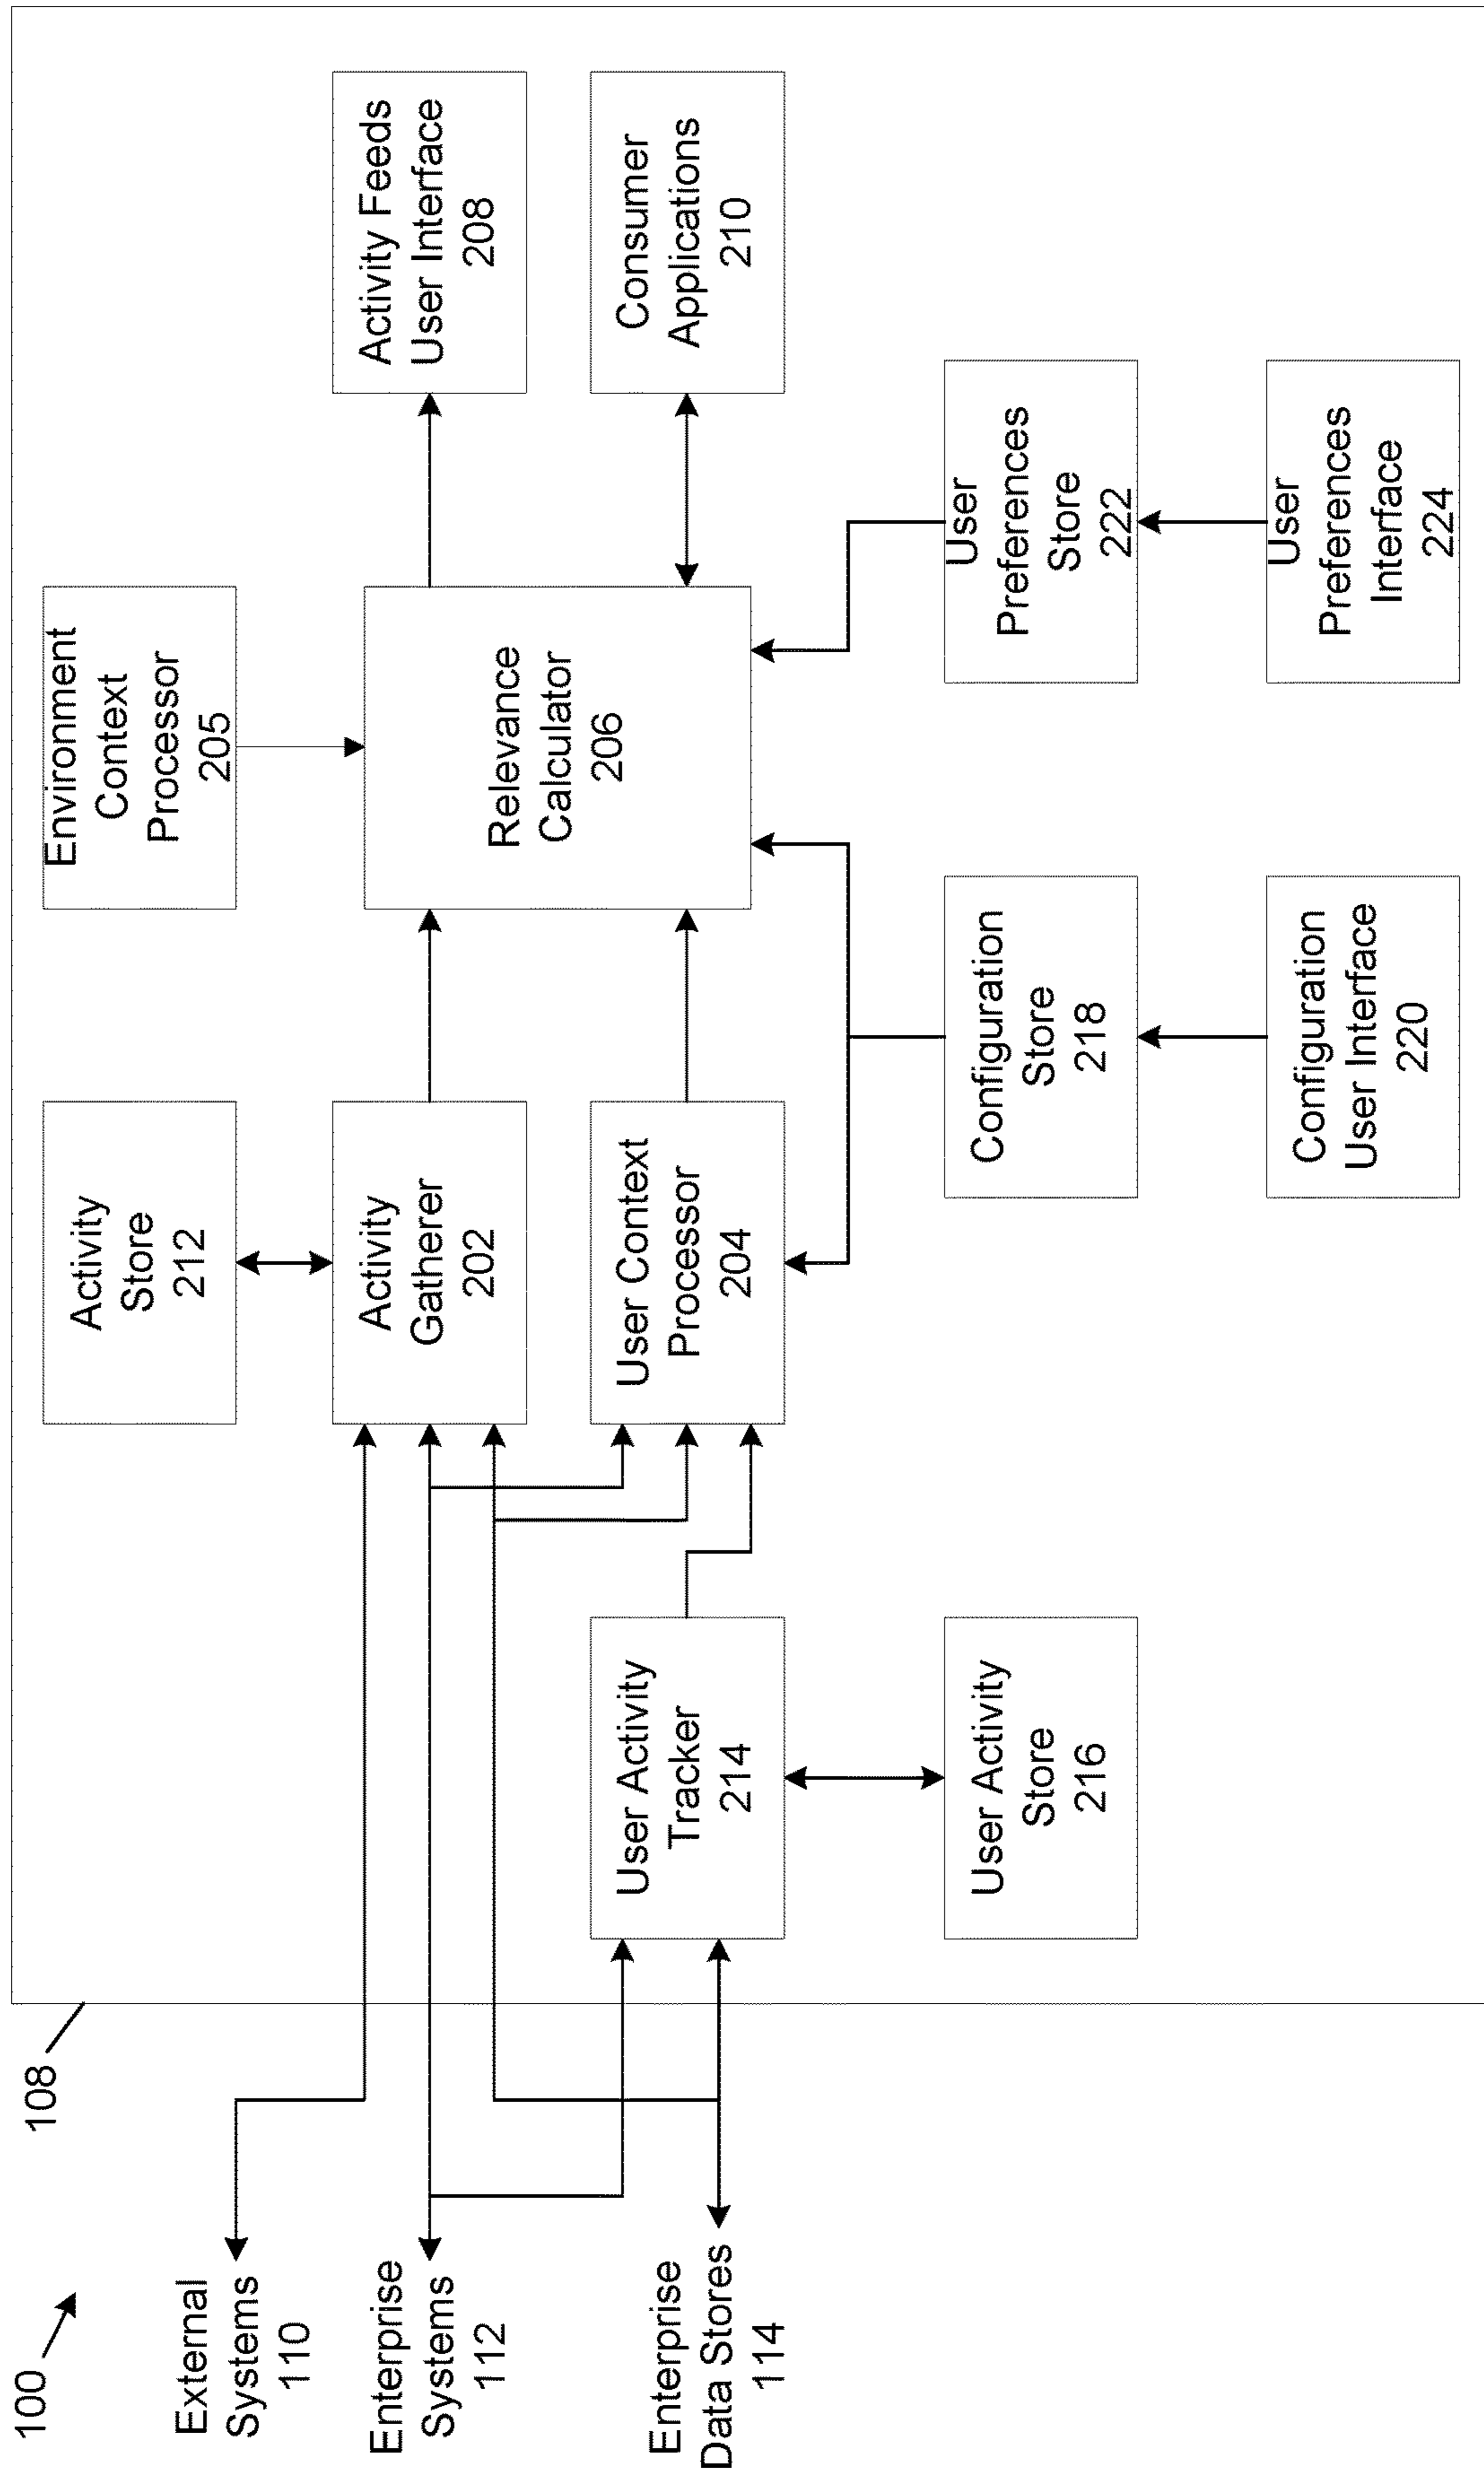 100
108
External
Systems
110
Enterprise
Systems
112
Enterprise
Data Stores
114
Activity
Store
212
Environment
Context
Processor
205
Activity
Gatherer
202
Relevance
Calculator
206
Activity Feeds
User Interface
208
User Activity
Tracker
214
User Context
Processor
204
Consumer
Applications
210
User Activity
Store
216
Configuration
Store
218
User
Preferences
Store
222
Configuration
User Interface
220
User
Preferences
Interface
224